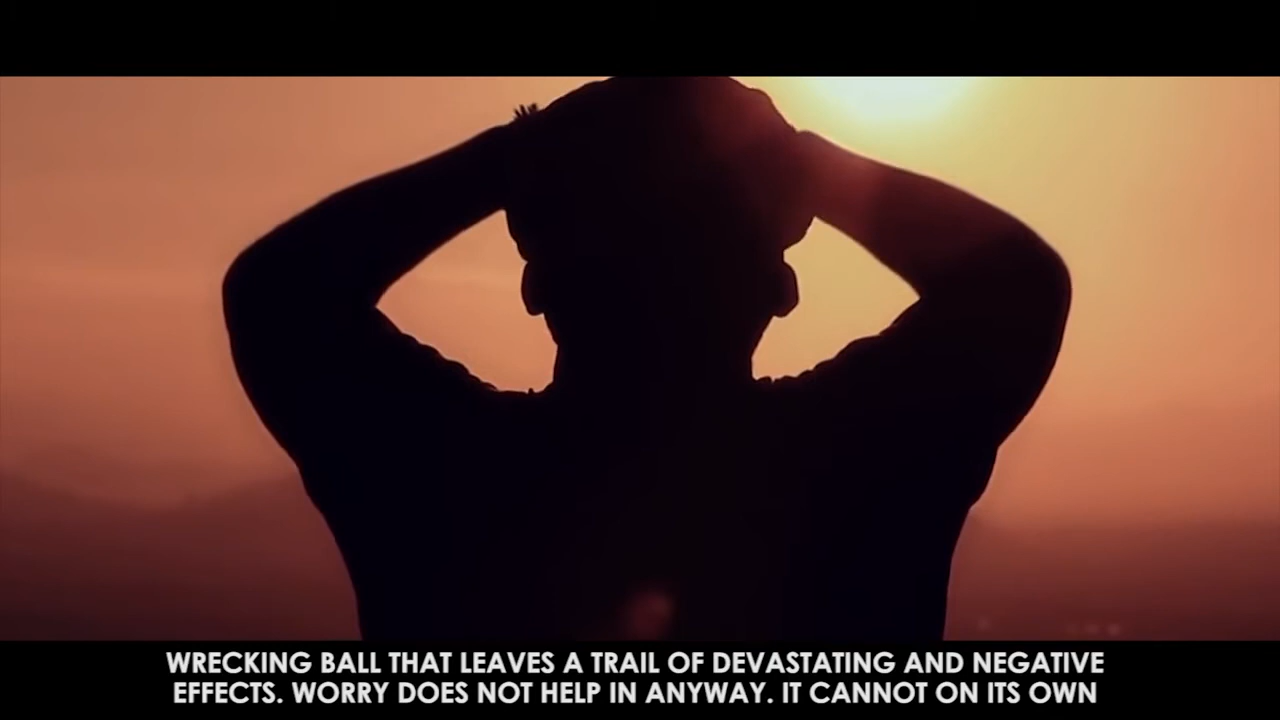 WRECKING BALL THAT LEAVES A TRAIL OF DEVASTATING AND NEGATIVE
EFFECTS. WORRY DOES NOT HELP IN ANYWAY. IT CANNOT ON ITS OWN